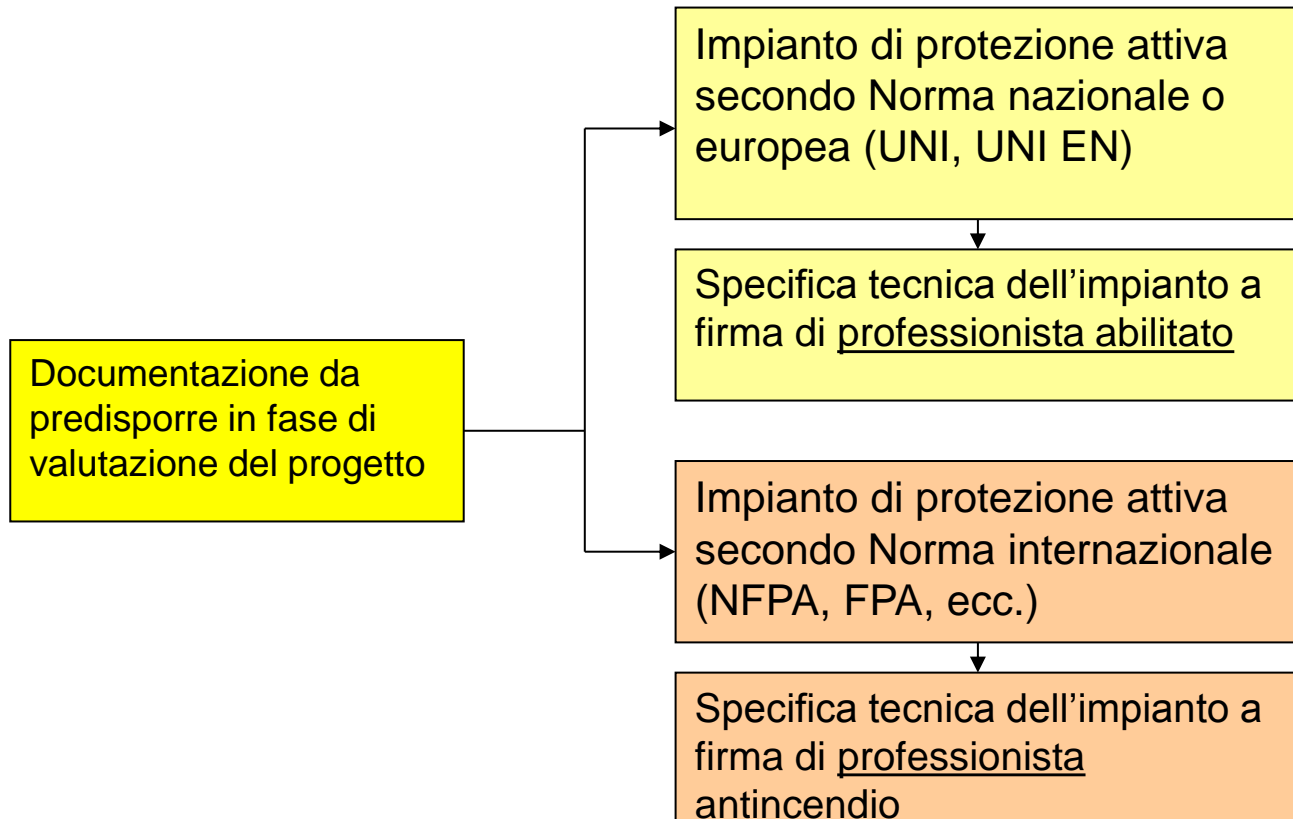 Impianto di protezione attiva
secondo Norma nazionale o
europea (UNI, UNI EN)
Specifica tecnica dell'impianto a
firma di professionista abilitato
Documentazione da
predisporre in fase di
valutazione del progetto
Impianto di protezione attiva
secondo Norma internazionale
(NFPA, FPA, ecc.)
Specifica tecnica dell'impianto a
firma di professionista
antincendio